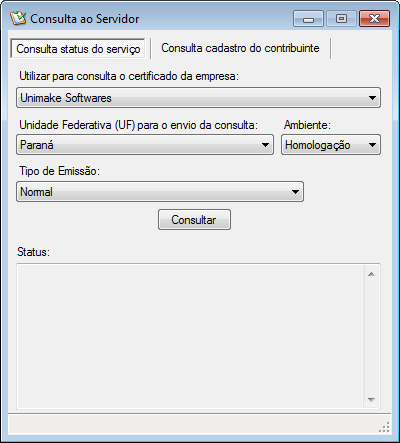 Consulta ao Servidor
Consulta status do serviço
Consulta cadastro do contribuinte
Utilizar para consulta o certificado da empresa:
Unimake Softwares
Unidade Federativa (UF) para o envio da consulta:
Ambiente:
Paraná
Homologação
Tipo de Emissão:
Normal
Consultar
Status: